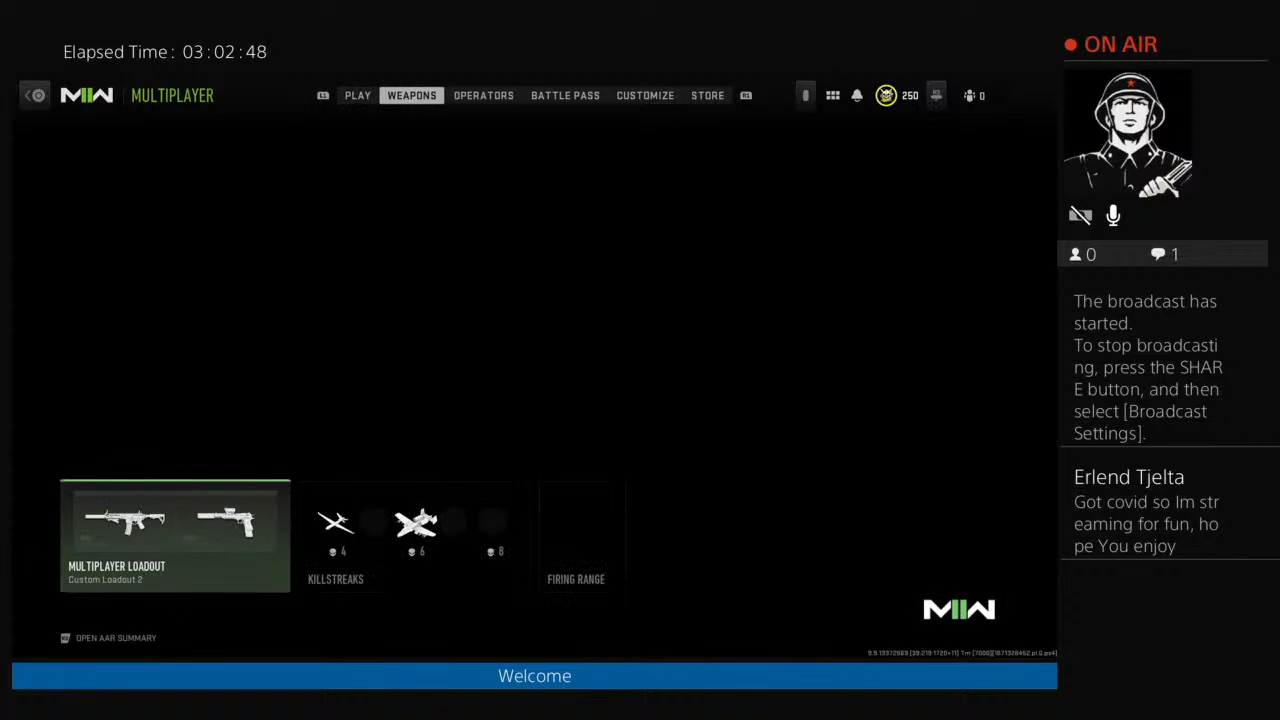 Elapsed Time: 03:02:48
ON AIR
MW MULTIPLAYER
L1 PLAY WEAPONS OPERATORS BATTLE PASS CUSTOMIZE STORE R1
250
0
0 1
The broadcast has
started.
To stop broadcasti
ng, press the SHAR
E button, and then
select [Broadcast
Settings].
Erlend Tjelta
Got covid so Im str
eaming for fun, ho
pe You enjoy
4 6 8
MULTIPLAYER LOADOUT
Custom Loadout 2
KILLSTREAKS
FIRING RANGE
MW
OPEN AAR SUMMARY
Welcome